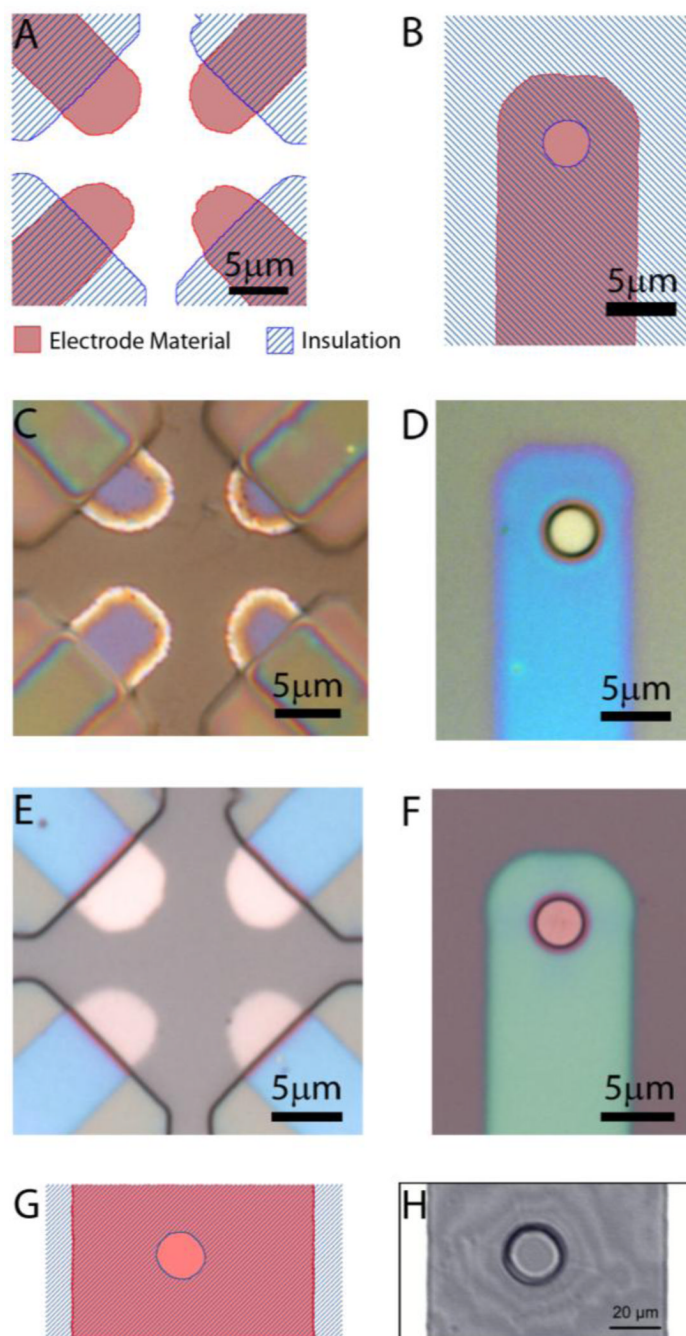 A
B
5μm
5μm
Electrode Material
Insulation
C
D
5μm
5μm
E
F
5μm
5μm
G
H
20 μm